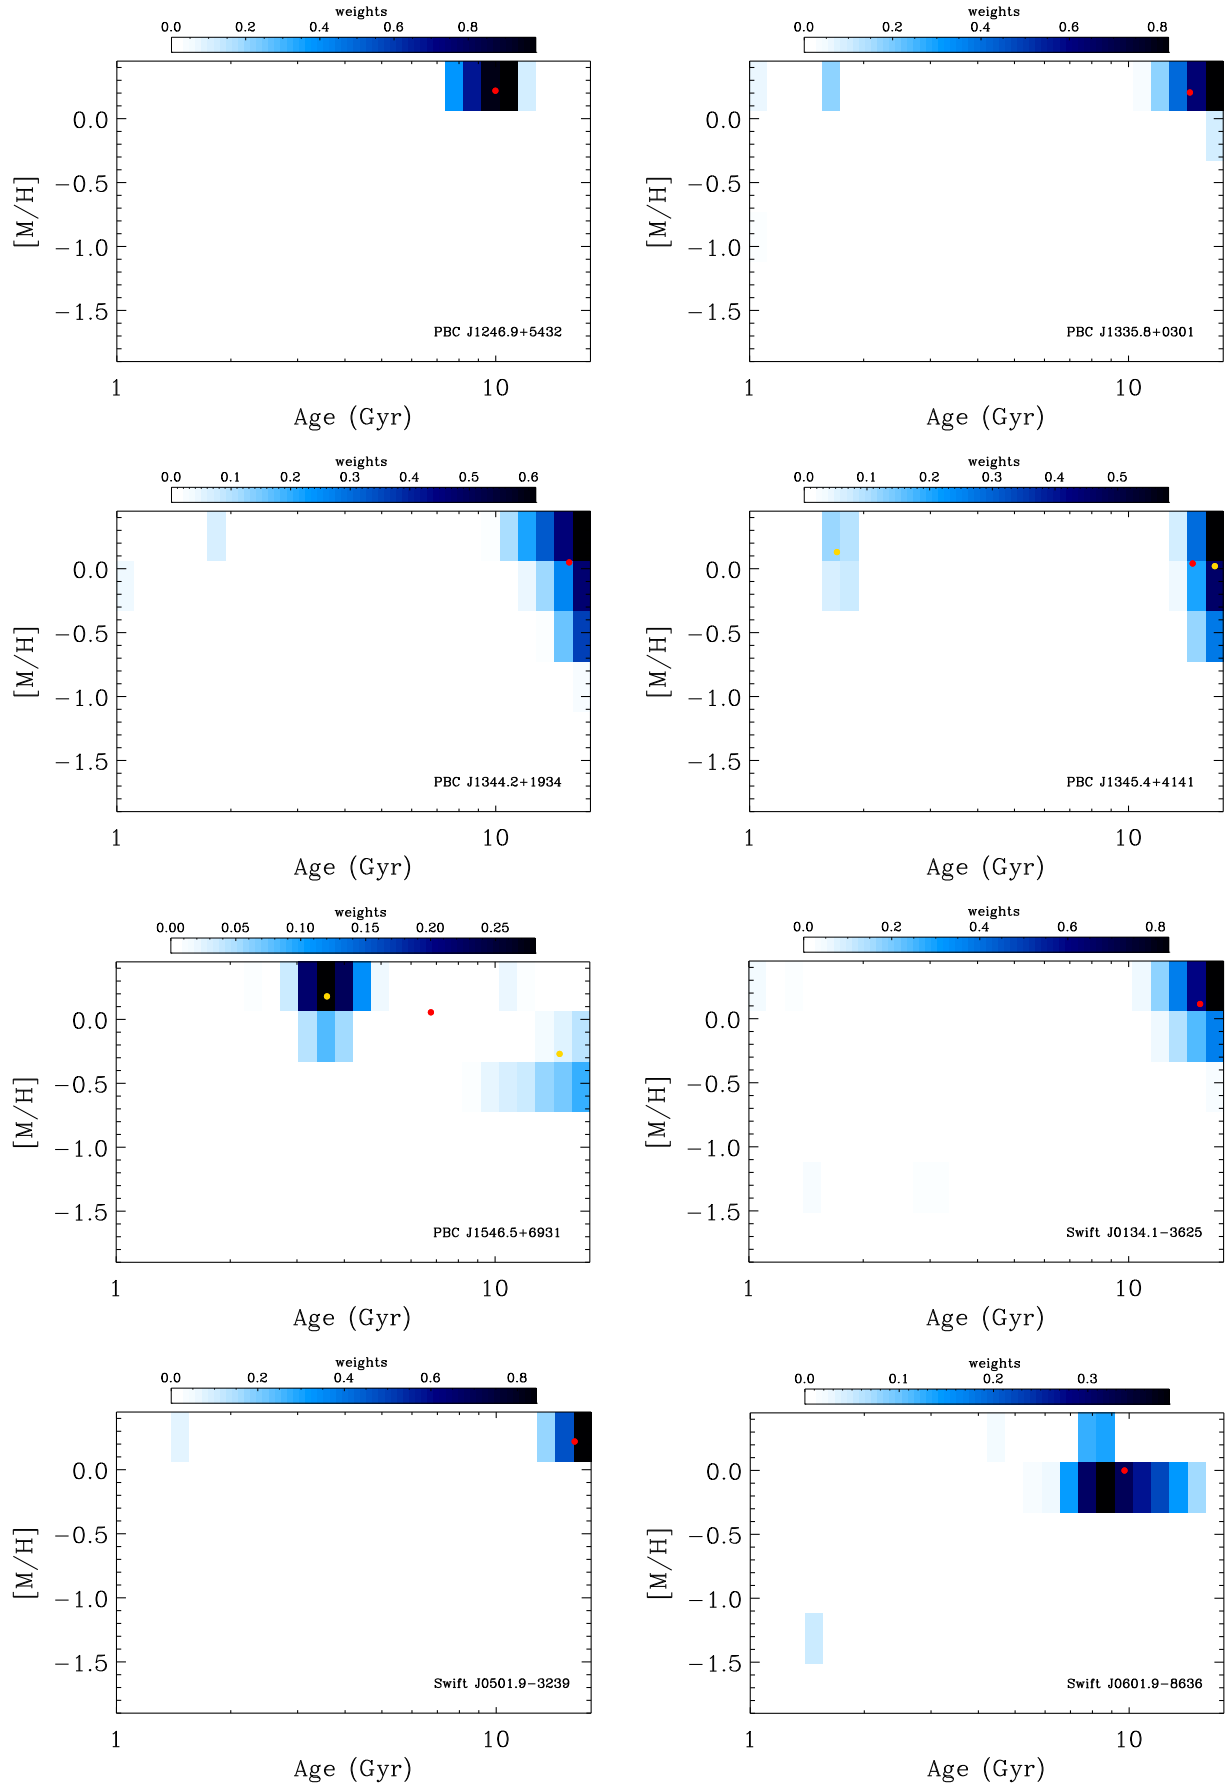 weights
weights
0.0 0.2 0.4 0.6 0.8
0.0 0.2 0.4 0.6 0.8
0.0
−0.5
−1.0
−1.5
[M/H]
PBC J1246.9+5432
1 10
Age (Gyr)
0.0
−0.5
−1.0
−1.5
[M/H]
PBC J1335.8+0301
1 10
Age (Gyr)
weights
0.0 0.1 0.2 0.3 0.4 0.5 0.6
0.0
−0.5
−1.0
−1.5
[M/H]
PBC J1344.2+1934
1 10
Age (Gyr)
weights
0.0 0.1 0.2 0.3 0.4 0.5
0.0
−0.5
−1.0
−1.5
[M/H]
PBC J1345.4+4141
1 10
Age (Gyr)
weights
0.00 0.05 0.10 0.15 0.20 0.25
0.0
−0.5
−1.0
−1.5
[M/H]
PBC J1546.5+6931
1 10
Age (Gyr)
weights
0.0 0.2 0.4 0.6 0.8
0.0
−0.5
−1.0
−1.5
[M/H]
Swift J0134.1−3625
1 10
Age (Gyr)
weights
0.0 0.2 0.4 0.6 0.8
0.0
−0.5
−1.0
−1.5
[M/H]
Swift J0501.9−3239
1 10
Age (Gyr)
weights
0.0 0.1 0.2 0.3
0.0
−0.5
−1.0
−1.5
[M/H]
Swift J0601.9−8636
1 10
Age (Gyr)